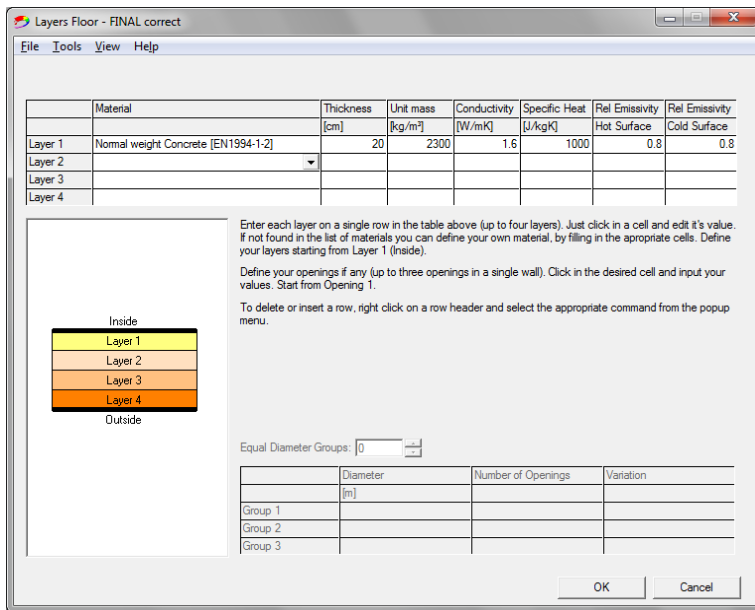 Layers Floor - FINAL correct
File Tools View Help
Material Thickness Unit mass Conductivity Specific Heat Rel Emissivity Rel Emissivity
[cm] [kg/m³] [W/mK] [J/kgK] Hot Surface Cold Surface
Layer 1 Normal weight Concrete [EN1994-1-2] 20 2300 1.6 1000 0.8 0.8
Layer 2
Layer 3
Layer 4
Enter each layer on a single row in the table above (up to four layers). Just click in a cell and edit it's value.
If not found in the list of materials you can define your own material, by filling in the apropriate cells. Define
your layers starting from Layer 1 (Inside).
Define your openings if any (up to three openings in a single wall). Click in the desired cell and input your
values. Start from Opening 1.
To delete or insert a row, right click on a row header and select the appropriate command from the popup
menu.
Inside
Layer 1
Layer 2
Layer 3
Layer 4
Outside
Equal Diameter Groups: 0
Diameter Number of Openings Variation
[m]
Group 1
Group 2
Group 3
OK Cancel